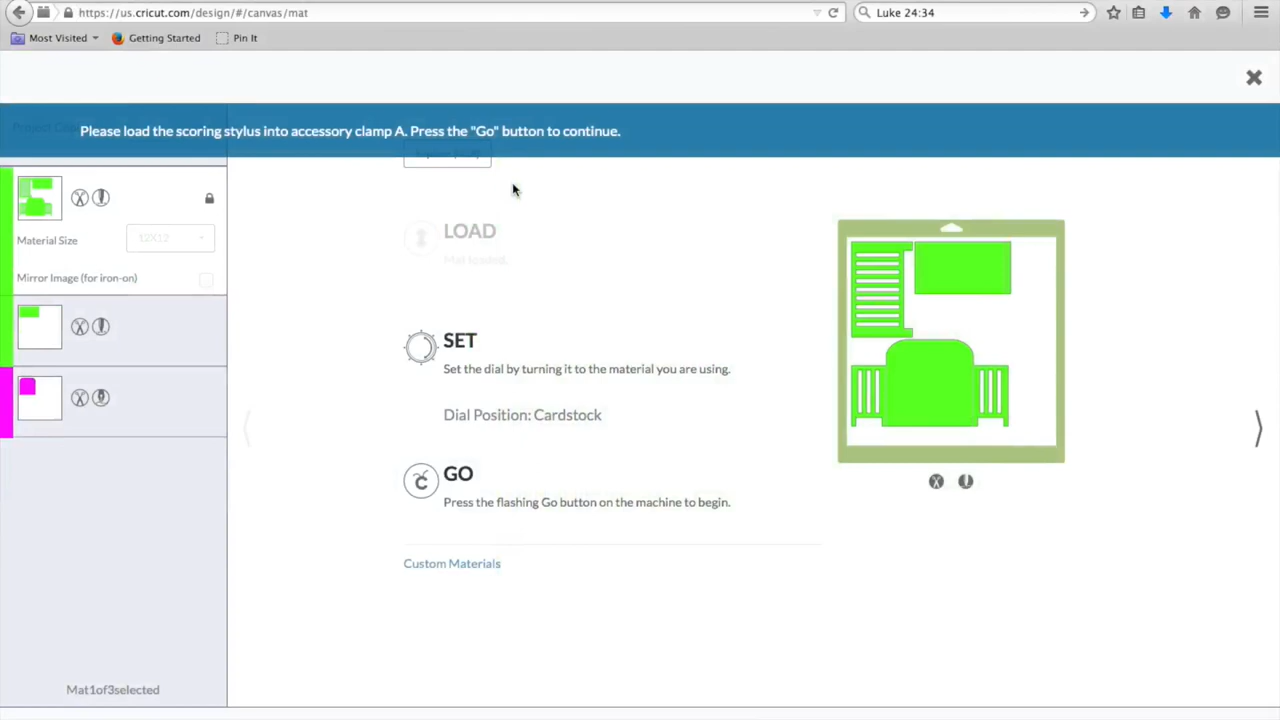 https://us.cricut.com/design/#/canvas/mat
Luke 24:34
Most Visited
Getting Started
Pin It
Please load the scoring stylus into accessory clamp A. Press the "Go" button to continue.
Material Size
12X12
Mirror Image (for iron-on)
LOAD
Mat loaded.
SET
Set the dial by turning it to the material you are using.
Dial Position: Cardstock
GO
Press the flashing Go button on the machine to begin.
Custom Materials
Mat1of3selected